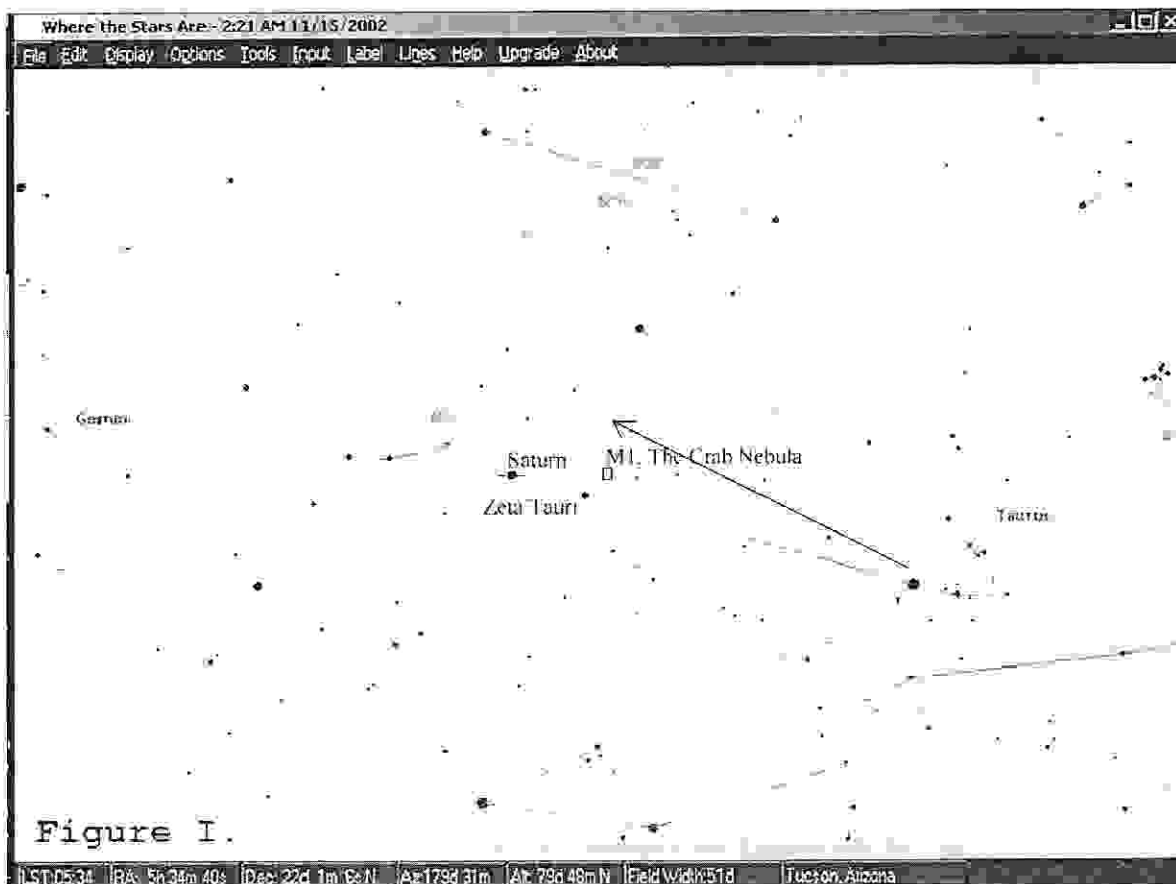 Where the Stars Are - 2:21 AM 11/16/2002
File Edit Display Options Tools Input Label Lines Help Upgrade About
Gemini
Saturn
M1, The Crab Nebula
Zeta Tauri
Taurus
Figure I.
LST: 05:34 RA: 5h 34m 40s Dec: 22d 1m N Az: 179d 31m Alt: 79d 48m N Field Width: 51d Tucson, Arizona